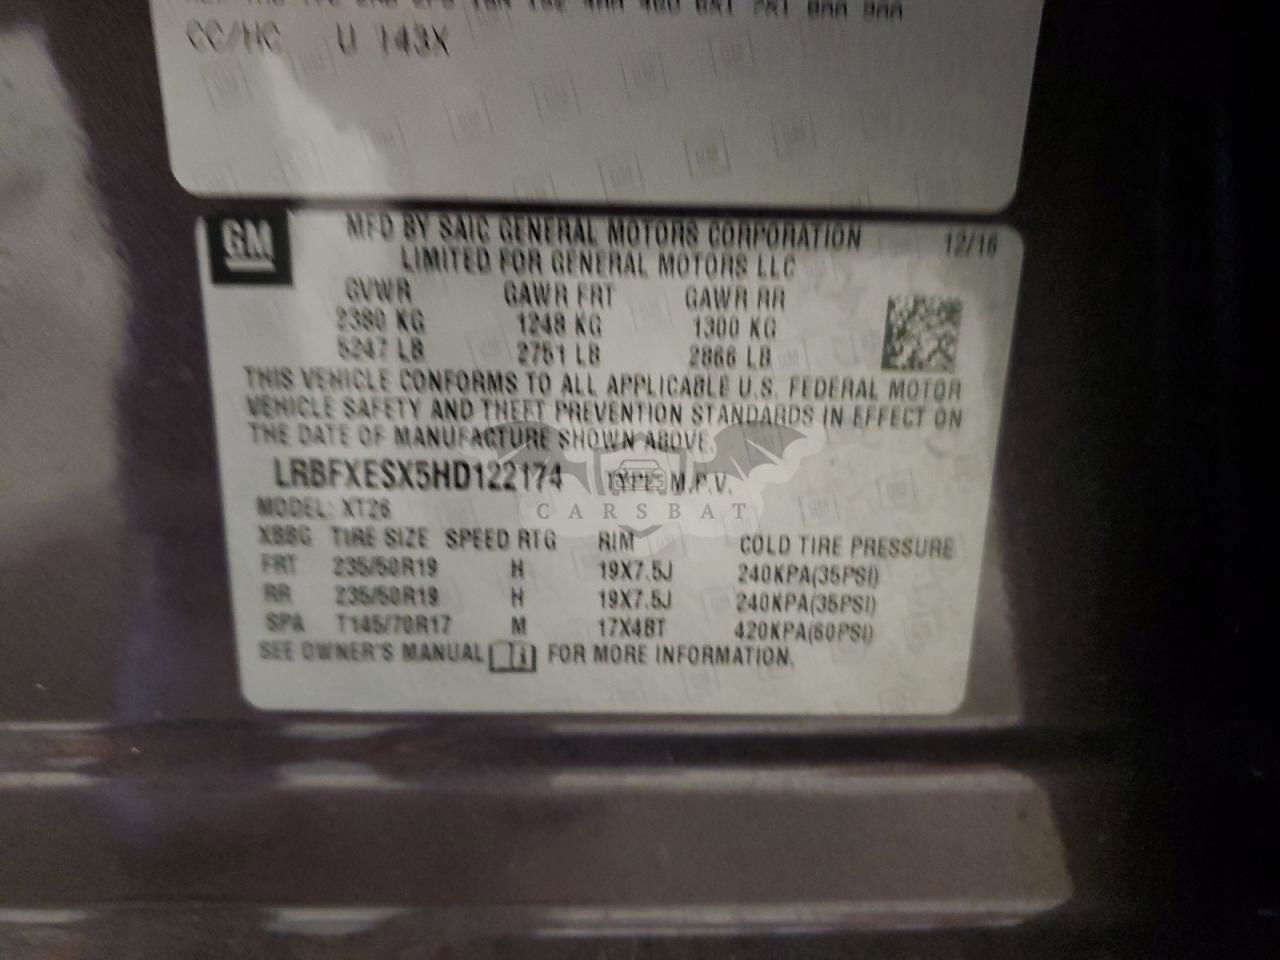 CC/HC U 143X
GM
MFD BY SAIC GENERAL MOTORS CORPORATION 12/16
LIMITED FOR GENERAL MOTORS LLC
GVWR GAWR FRT GAWR RR
2380 KG 1248 KG 1300 KG
5247 LB 2751 LB 2866 LB
THIS VEHICLE CONFORMS TO ALL APPLICABLE U.S. FEDERAL MOTOR
VEHICLE SAFETY AND THEFT PREVENTION STANDARDS IN EFFECT ON
THE DATE OF MANUFACTURE SHOWN ABOVE.
LRBFXESX5HD122174 TYPE: M.P.V.
CARSBAT
MODEL: XT26
XBBG TIRE SIZE SPEED RTG RIM COLD TIRE PRESSURE
FRT 235/50R19 H 19X7.5J 240KPA(35PSI)
RR 235/50R19 H 19X7.5J 240KPA(35PSI)
SPA T145/70R17 M 17X4BT 420KPA(60PSI)
SEE OWNER'S MANUAL FOR MORE INFORMATION.